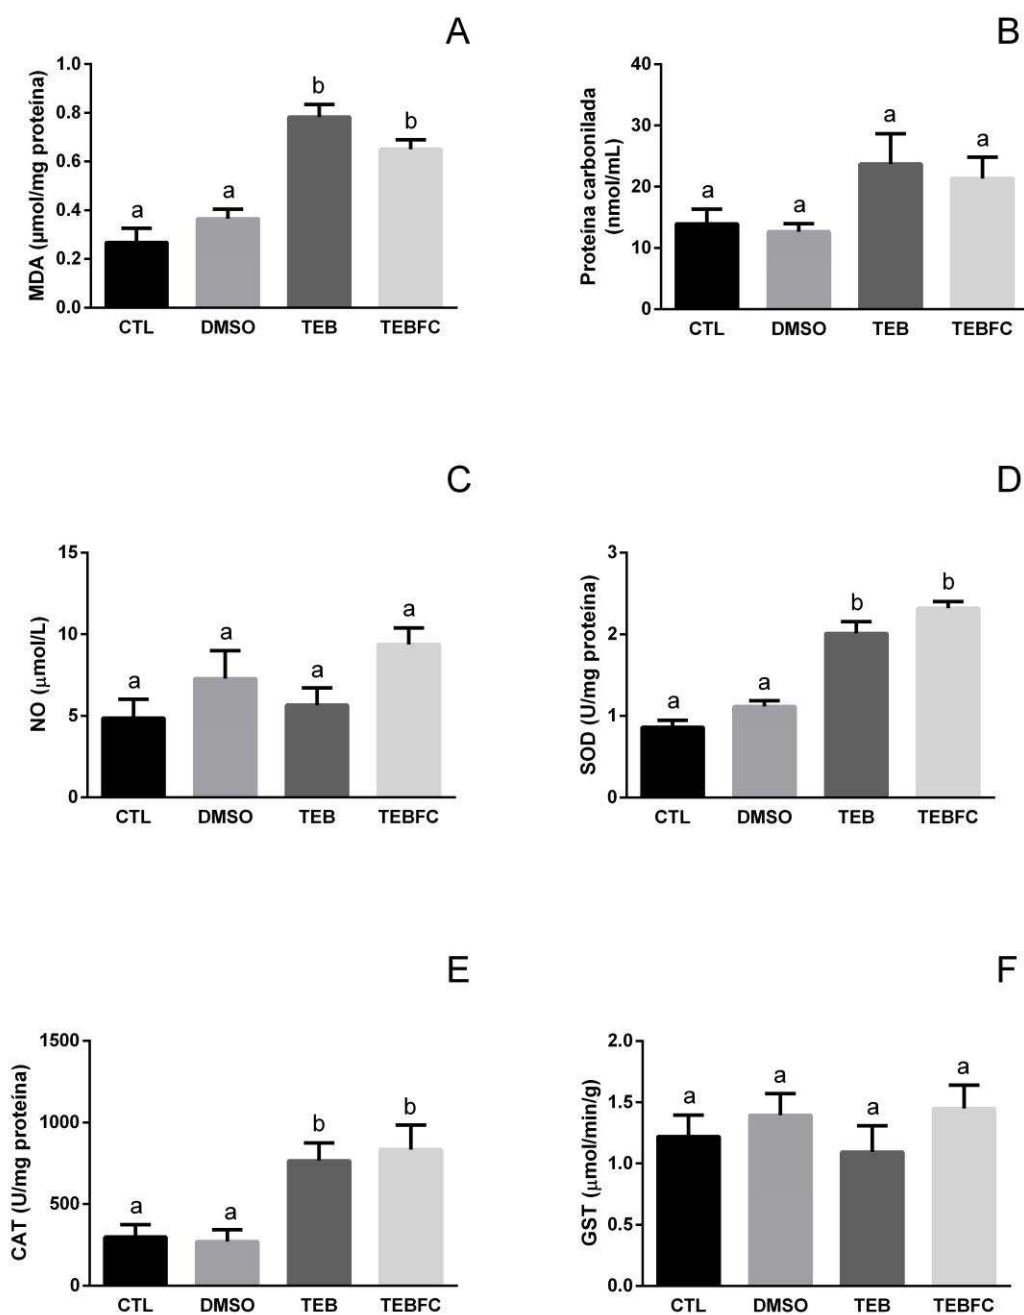 A
MDA (μmol/mg proteína)
1.0
0.8
0.6
0.4
0.2
0.0
a
a
b
b
CTL DMSO TEB TEBFC
B
Proteína carbonilada
(nmol/mL)
40
30
20
10
0
a
a
a
a
CTL DMSO TEB TEBFC
C
NO (μmol/L)
15
10
5
0
a
a
a
a
CTL DMSO TEB TEBFC
D
SOD (U/mg proteína)
3
2
1
0
a
a
b
b
CTL DMSO TEB TEBFC
E
CAT (U/mg proteína)
1500
1000
500
0
a
a
b
b
CTL DMSO TEB TEBFC
F
GST (μmol/min/g)
2.0
1.5
1.0
0.5
0.0
a
a
a
a
CTL DMSO TEB TEBFC